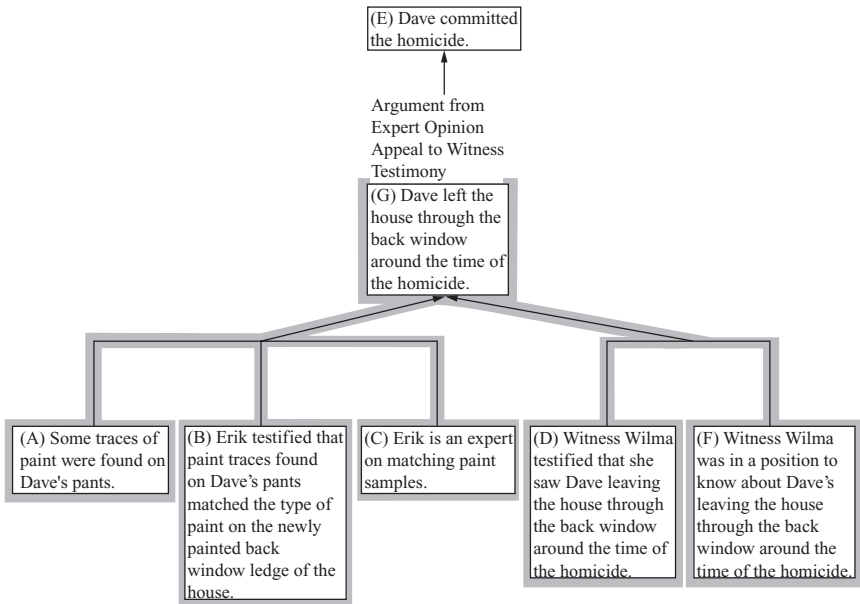 (E) Dave committed
the homicide.
Argument from
Expert Opinion
Appeal to Witness
Testimony
(G) Dave left the
house through the
back window
around the time of
the homicide.
(A) Some traces of
paint were found on
Dave's pants.
(B) Erik testified that
paint traces found
on Dave's pants
matched the type of
paint on the newly
painted back
window ledge of the
house.
(C) Erik is an expert
on matching paint
samples.
(D) Witness Wilma
testified that she
saw Dave leaving
the house through
the back window
around the time of
the homicide.
(F) Witness Wilma
was in a position to
know about Dave's
leaving the house
through the back
window around the
time of the homicide.